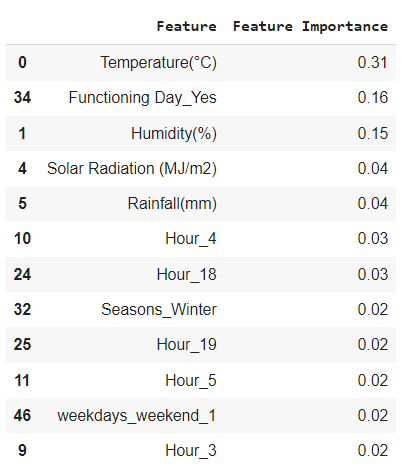 Feature Feature Importance
0 Temperature(°C) 0.31
34 Functioning Day_Yes 0.16
1 Humidity(%) 0.15
4 Solar Radiation (MJ/m2) 0.04
5 Rainfall(mm) 0.04
10 Hour_4 0.03
24 Hour_18 0.03
32 Seasons_Winter 0.02
25 Hour_19 0.02
11 Hour_5 0.02
46 weekdays_weekend_1 0.02
9 Hour_3 0.02